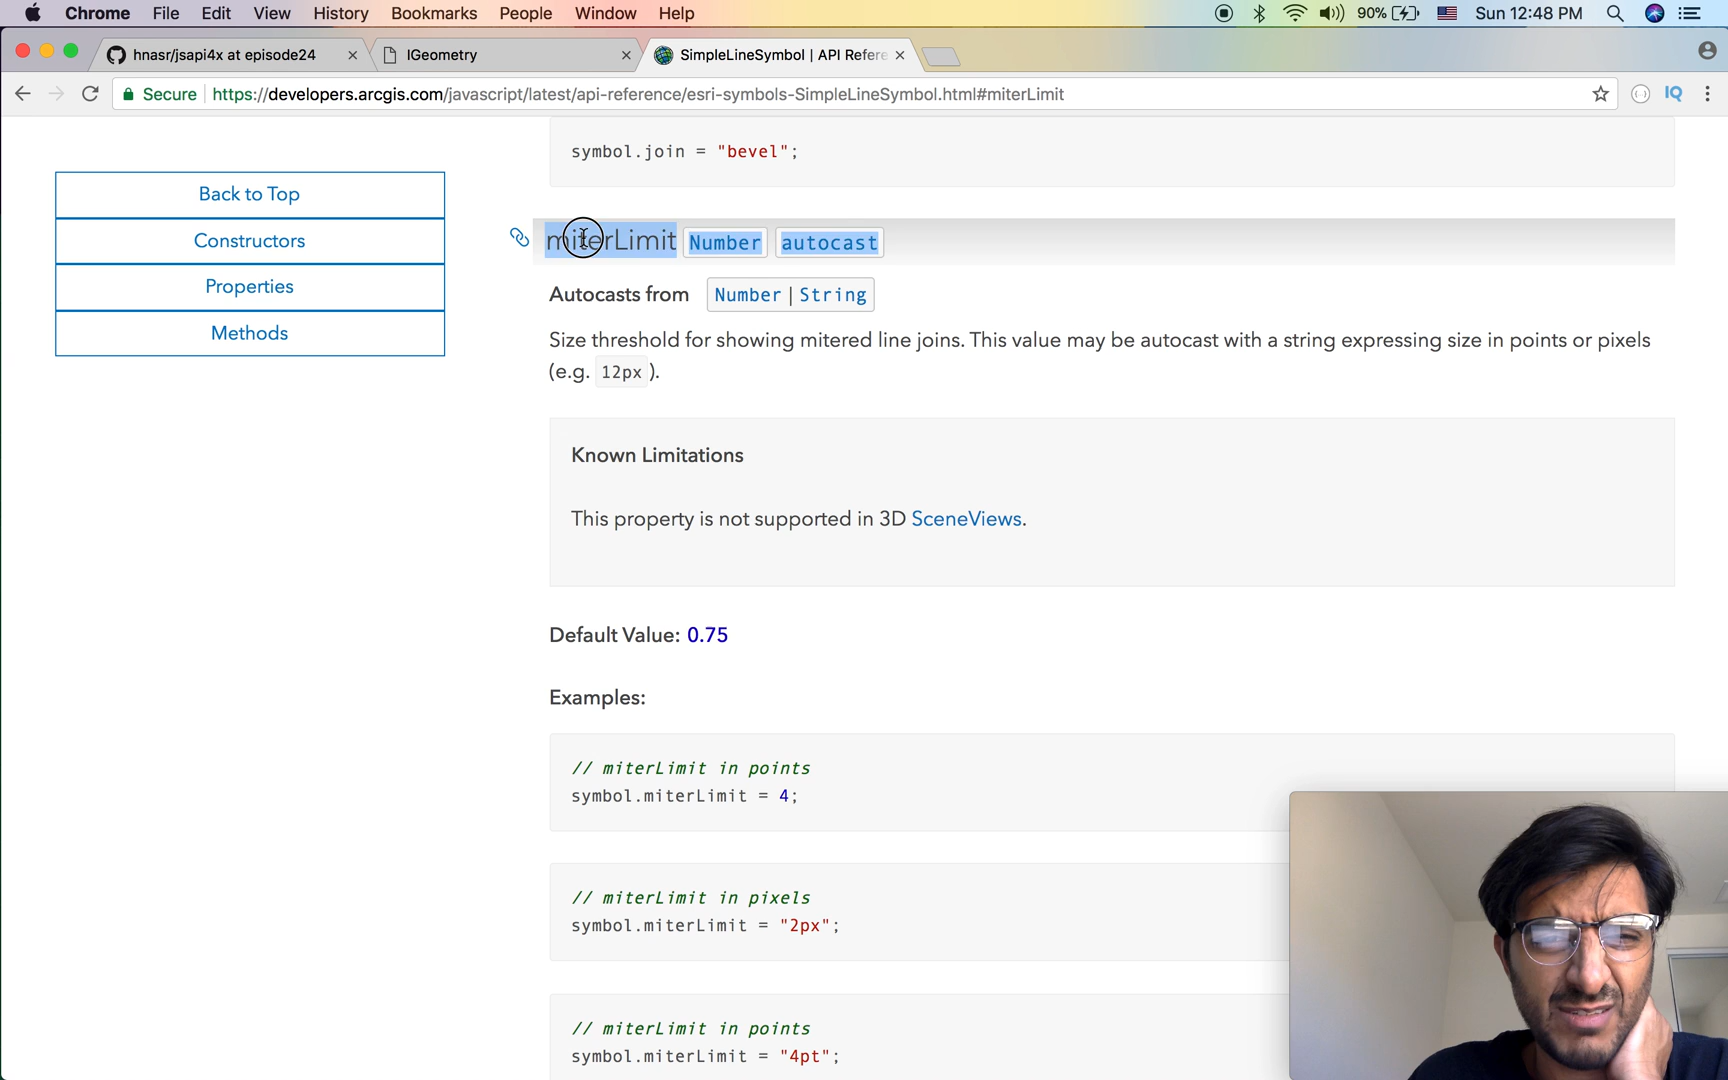 Chrome File Edit View History Bookmarks People Window Help 90% Sun 12:48 PM
hnasr/jsapi4x at episode24 IGeometry SimpleLineSymbol | API Refere
Secure https://developers.arcgis.com/javascript/latest/api-reference/esri-symbols-SimpleLineSymbol.html#miterLimit IQ
symbol.join = "bevel";
Back to Top
Constructors
Properties
Methods
miterLimit Number autocast
Autocasts from Number | String
Size threshold for showing mitered line joins. This value may be autocast with a string expressing size in points or pixels
(e.g. 12px ).
Known Limitations
This property is not supported in 3D SceneViews.
Default Value: 0.75
Examples:
// miterLimit in points
symbol.miterLimit = 4;
// miterLimit in pixels
symbol.miterLimit = "2px";
// miterLimit in points
symbol.miterLimit = "4pt";